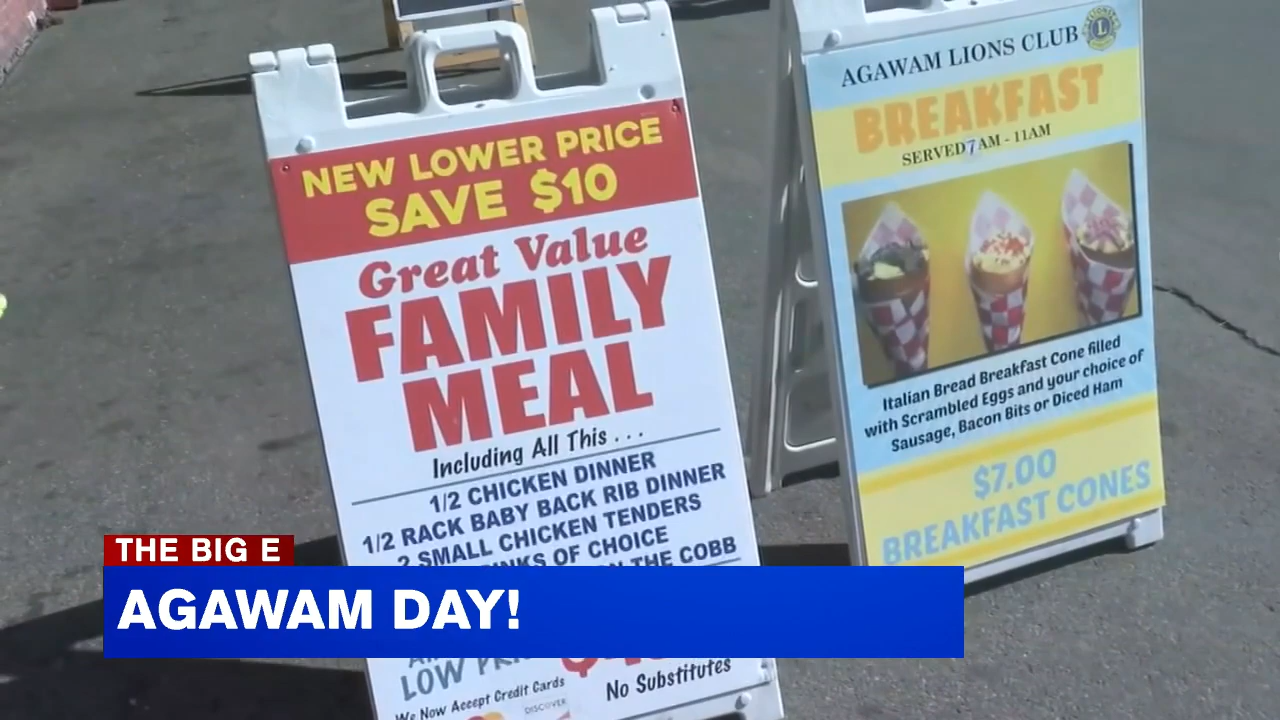 NEW LOWER PRICE
SAVE $10
Great Value
FAMILY
MEAL
Including All This . . .
1/2 CHICKEN DINNER
1/2 RACK BABY BACK RIB DINNER
2 SMALL CHICKEN TENDERS
OF CHOICE
THE COBB
LOW
No Substitutes
We Now Accept Credit Cards
DISCOVER
AGAWAM LIONS CLUB
L
BREAKFAST
SERVED 7 AM - 11AM
Italian Bread Breakfast Cone filled
with Scrambled Eggs and your choice of
Sausage, Bacon Bits or Diced Ham
$7.00
BREAKFAST CONES
THE BIG E
AGAWAM DAY!